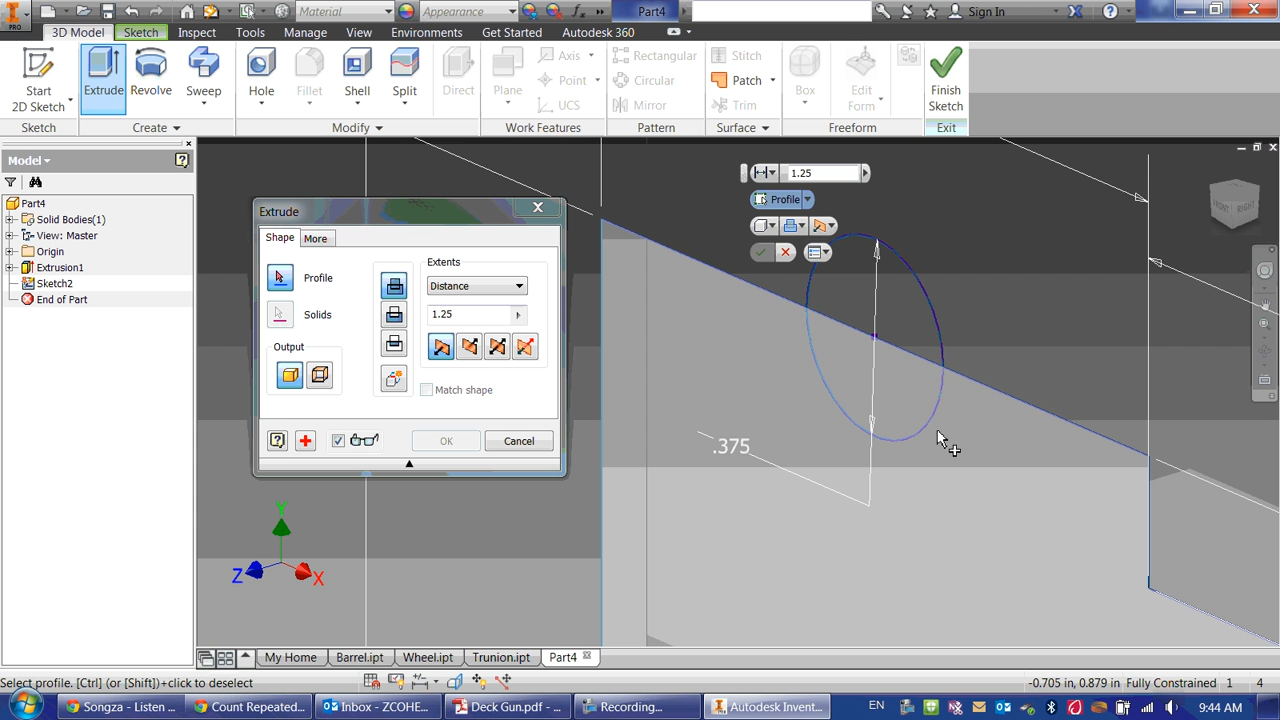 Material
Appearance
Part4
Sign In
PRO
3D Model Sketch Inspect Tools Manage View Environments Get Started Autodesk 360
Start
2D Sketch
Extrude
Revolve
Sweep
Hole
Fillet
Shell
Split
Direct
Plane
Axis
Point
UCS
Rectangular
Circular
Mirror
Stitch
Patch
Trim
Box
Edit
Form
Finish
Sketch
Sketch Create Modify Work Features Pattern Surface Freeform Exit
Model
Part4
Solid Bodies(1)
View: Master
Origin
Extrusion1
Sketch2
End of Part
Extrude
Shape More
Profile
Solids
Output
Extents
Distance
1.25
Match shape
OK Cancel
1.25
Profile
.375
FRONT RIGHT
Y
Z
X
My Home Barrel.ipt Wheel.ipt Trunion.ipt Part4
Select profile. [Ctrl] (or [Shift])+click to deselect
-0.705 in, 0.879 in Fully Constrained 1 4
Songza - Listen ...
Count Repeated...
Inbox - ZCOHE...
Deck Gun.pdf - ...
Recording...
Autodesk Invent...
EN
9:44 AM